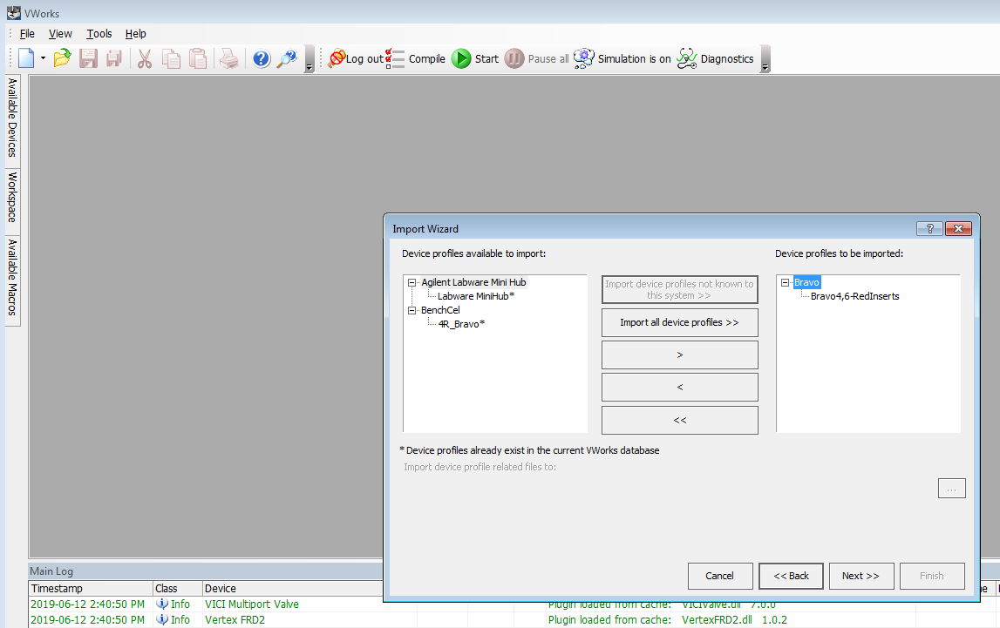 VWorks
File View Tools Help
Log out Compile Start Pause all Simulation is on Diagnostics
Available Devices
Workspace
Available Macros
Import Wizard
Device profiles available to import:
Device profiles to be imported:
Agilent Labware Mini Hub
Labware MiniHub*
BenchCel
4R_Bravo*
Import device profiles not known to
this system >>
Import all device profiles >>
>
<
<<
Bravo
Bravo4,6-RedInserts
* Device profiles already exist in the current VWorks database
Import device profile related files to:
...
Cancel << Back Next >> Finish
Main Log
Timestamp Class Device
2019-06-12 2:40:50 PM Info VICI Multiport Valve Plugin loaded from cache: VICIValve.dll 7.0.0
2019-06-12 2:40:50 PM Info Vertex FRD2 Plugin loaded from cache: VertexFRD2.dll 1.0.2